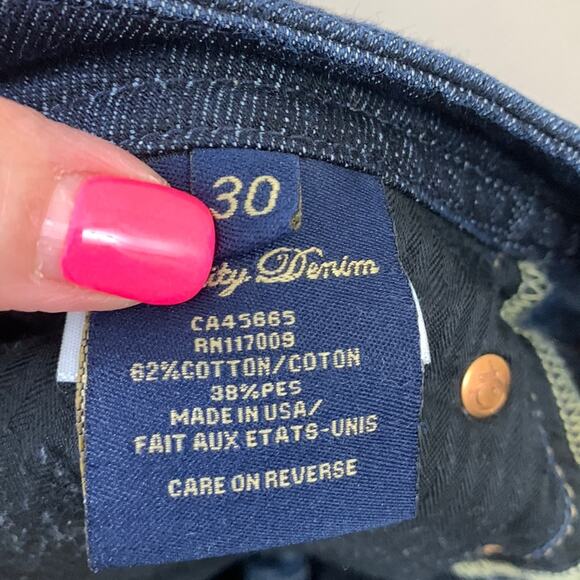 30
Denim
CA45665
RN117009
62%COTTON/COTON
38%PES
MADE IN USA/
FAIT AUX ETATS-UNIS
CARE ON REVERSE